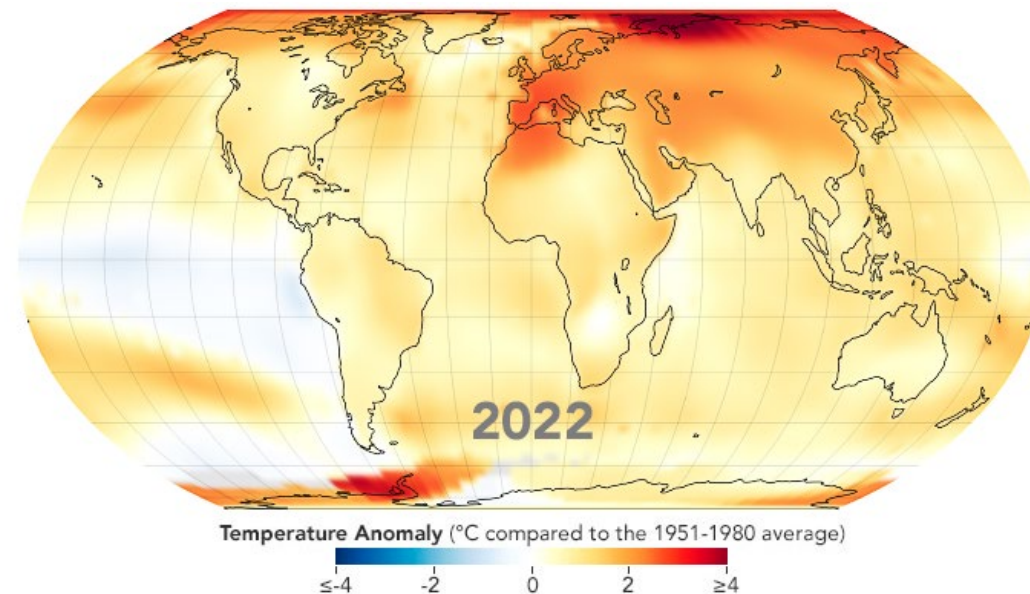 2022
Temperature Anomaly (°C compared to the 1951-1980 average)
≤-4 -2 0 2 ≥4